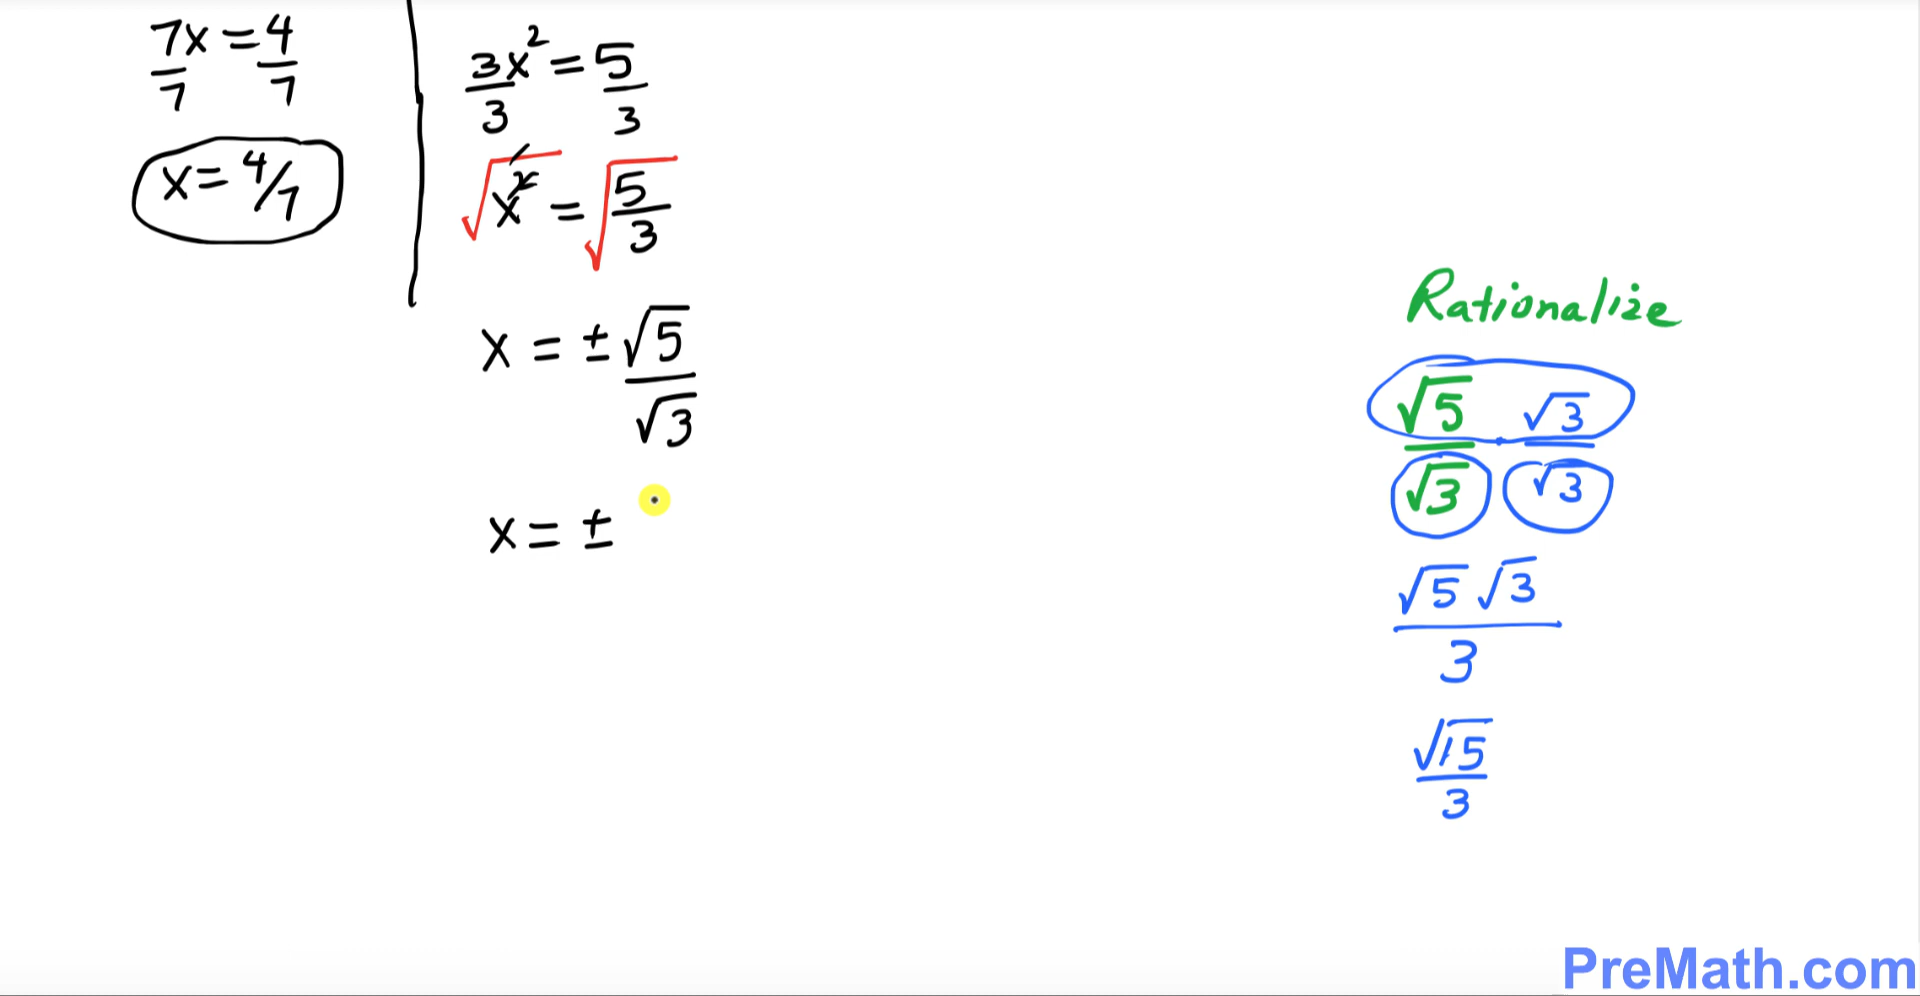 7x = 4
7 7
x = 4/7
3x² = 5
3 3
√x² = √5/3
x = ± √5/√3
x = ±
Rationalize
√5/√3 · √3/√3
√5 √3
3
√15
3
PreMath.com